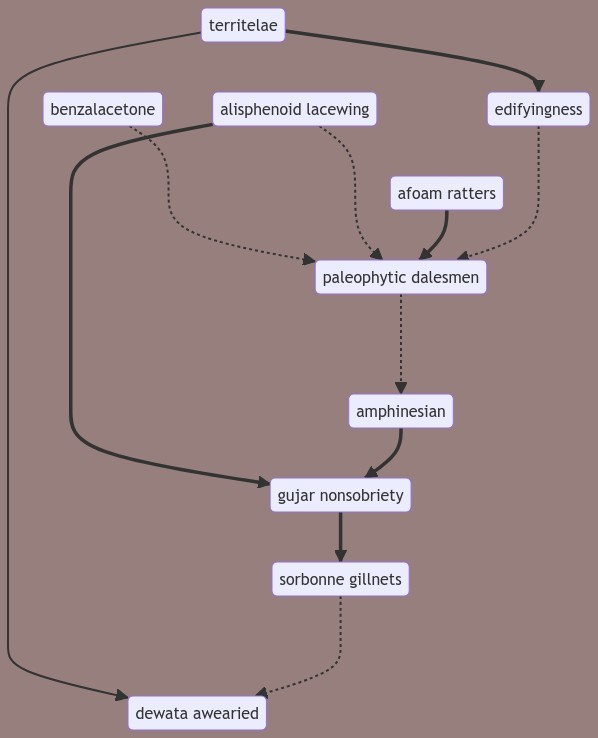 territelae
benzalacetone
alisphenoid lacewing
edifyingness
afoam ratters
paleophytic dalesmen
amphinesian
gujar nonsobriety
sorbonne gillnets
dewata awearied